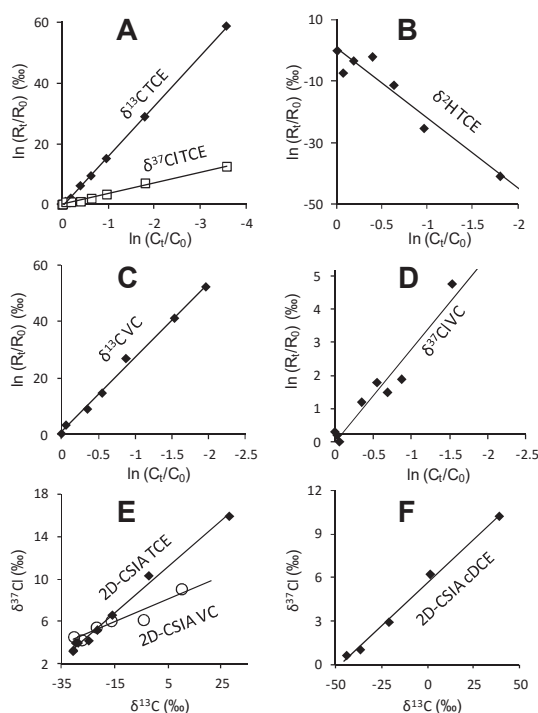 A
60
40
20
0
0 -1 -2 -3 -4
ln (Rt/R0) (‰)
ln (Ct/C0)
δ13C TCE
δ37Cl TCE
B
0
-10
-30
-50
0 -0.5 -1 -1.5 -2
ln (Rt/R0) (‰)
ln (Ct/C0)
δ2H TCE
C
60
40
20
0
0 -0.5 -1 -1.5 -2 -2.5
ln (Rt/R0) (‰)
ln (Ct/C0)
δ13C VC
D
5
4
3
2
1
0
0 -0.5 -1 -1.5 -2 -2.5
ln (Rt/R0) (‰)
ln (Ct/C0)
δ37Cl VC
E
18
14
10
6
2
-35 -15 5 25
δ37Cl (‰)
δ13C (‰)
2D-CSIA TCE
2D-CSIA VC
F
12
9
6
3
0
-50 -25 0 25 50
δ37Cl (‰)
δ13C (‰)
2D-CSIA cDCE